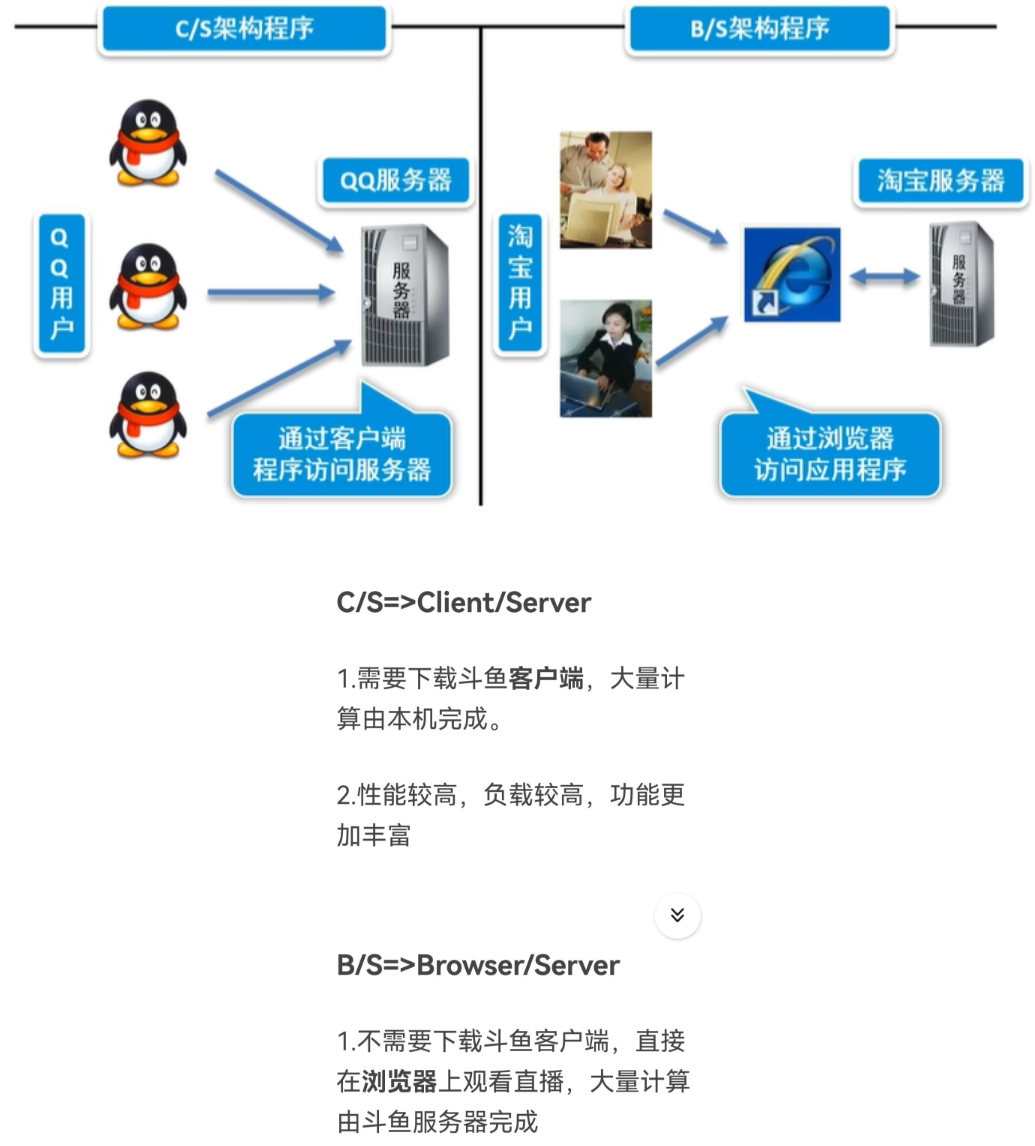 C/S架构程序
B/S架构程序
QQ服务器
淘宝服务器
QQ用户
服务器
淘宝用户
服务器
通过客户端
程序访问服务器
通过浏览器
访问应用程序
C/S=>Client/Server
1.需要下载斗鱼客户端，大量计
算由本机完成。
2.性能较高，负载较高，功能更
加丰富
B/S=>Browser/Server
1.不需要下载斗鱼客户端，直接
在浏览器上观看直播，大量计算
由斗鱼服务器完成